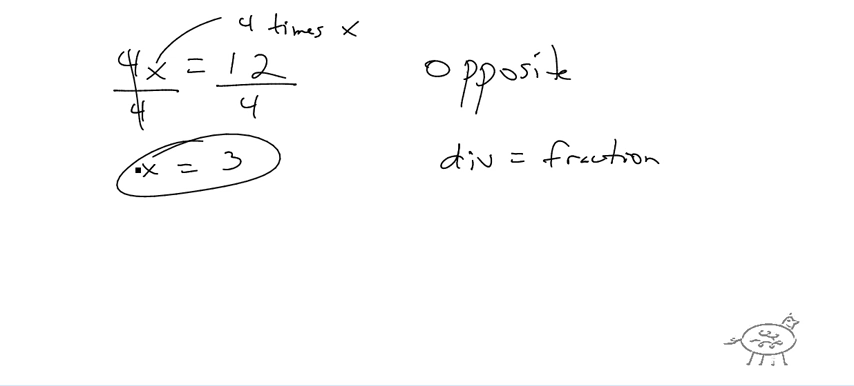 4 times x
4x = 12
4 4
x = 3
opposite
div = fraction